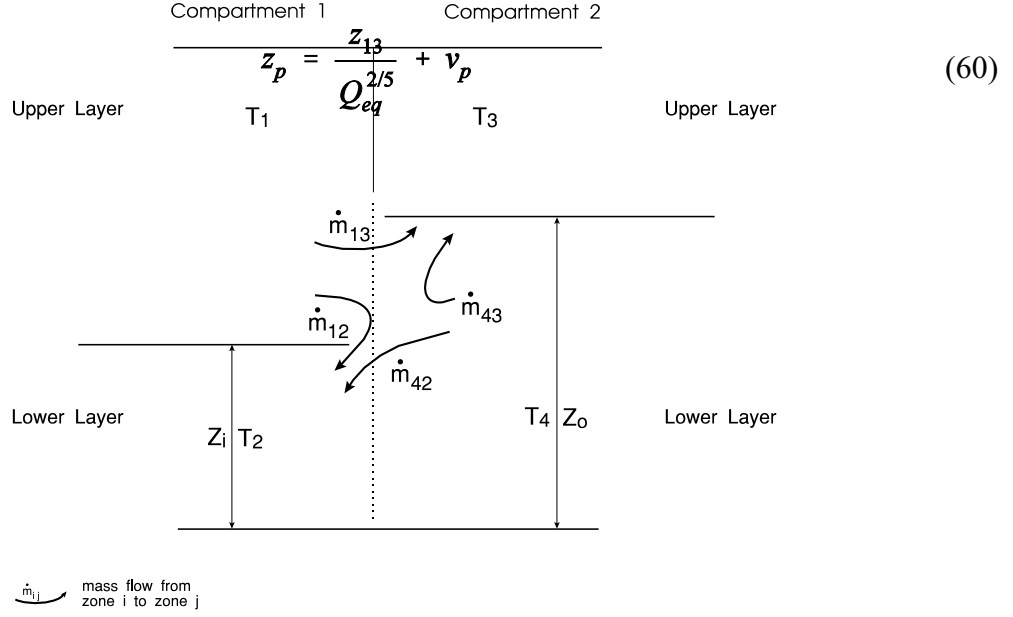 Compartment 1 Compartment 2
z_p = z_13 / Q_eq^{2/5} + v_p (60)
Upper Layer T1 T3 Upper Layer
ṁ13
ṁ43
ṁ12
ṁ42
Lower Layer Zi T2 T4 Zo Lower Layer
ṁij mass flow from
zone i to zone j